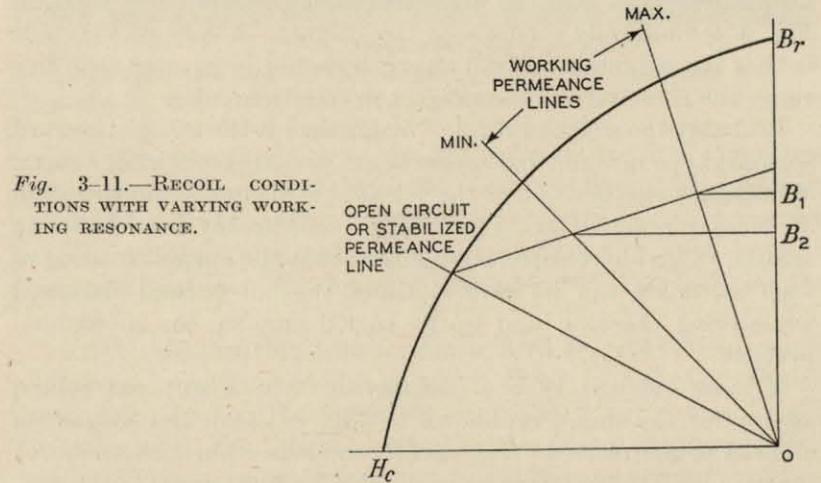 Fig. 3–11.—RECOIL CONDI-
TIONS WITH VARYING WORK-
ING RESONANCE.
MAX.
WORKING
PERMEANCE
LINES
MIN.
OPEN CIRCUIT
OR STABILIZED
PERMEANCE
LINE
Br
B1
B2
O
Hc